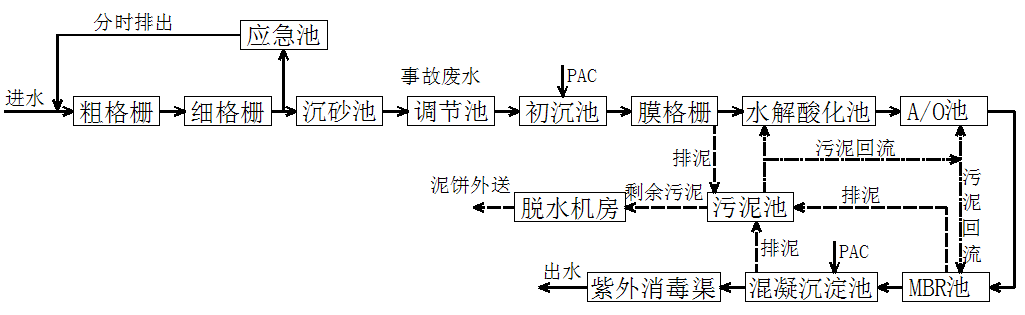 分时排出
应急池
事故废水
PAC
进水
粗格栅
细格栅
沉砂池
调节池
初沉池
膜格栅
水解酸化池
A/O池
排泥
污泥回流
泥饼外送
剩余污泥
排泥
污泥回流
脱水机房
污泥池
排泥
PAC
出水
紫外消毒渠
混凝沉淀池
MBR池